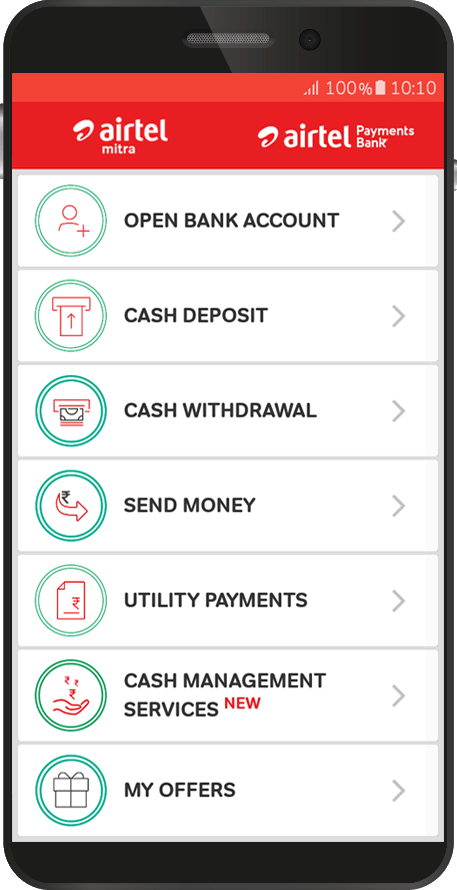 100% 10:10
airtel
mitra
airtel Payments
Bank
OPEN BANK ACCOUNT
CASH DEPOSIT
CASH WITHDRAWAL
₹
SEND MONEY
₹
UTILITY PAYMENTS
₹ ₹
₹
CASH MANAGEMENT
SERVICES NEW
MY OFFERS